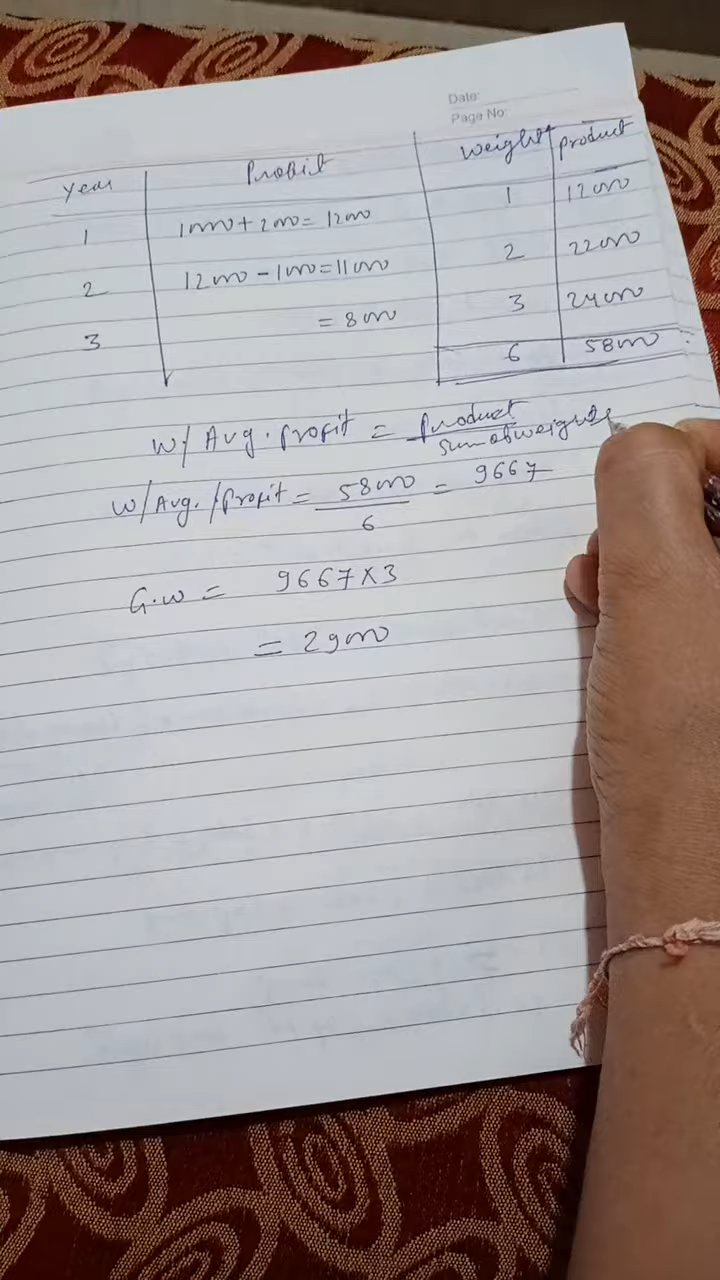 Date:
Page No:
Year Profit weight product
1 10000 + 2000 = 12000 1 12000
2 12000 - 1000 = 11000 2 22000
3 = 8000 3 24000
6 58000
W/ Avg. profit = product / sum of weights
W/Avg./profit = 58000 / 6 = 9667
G.W = 9667 X 3
= 29000